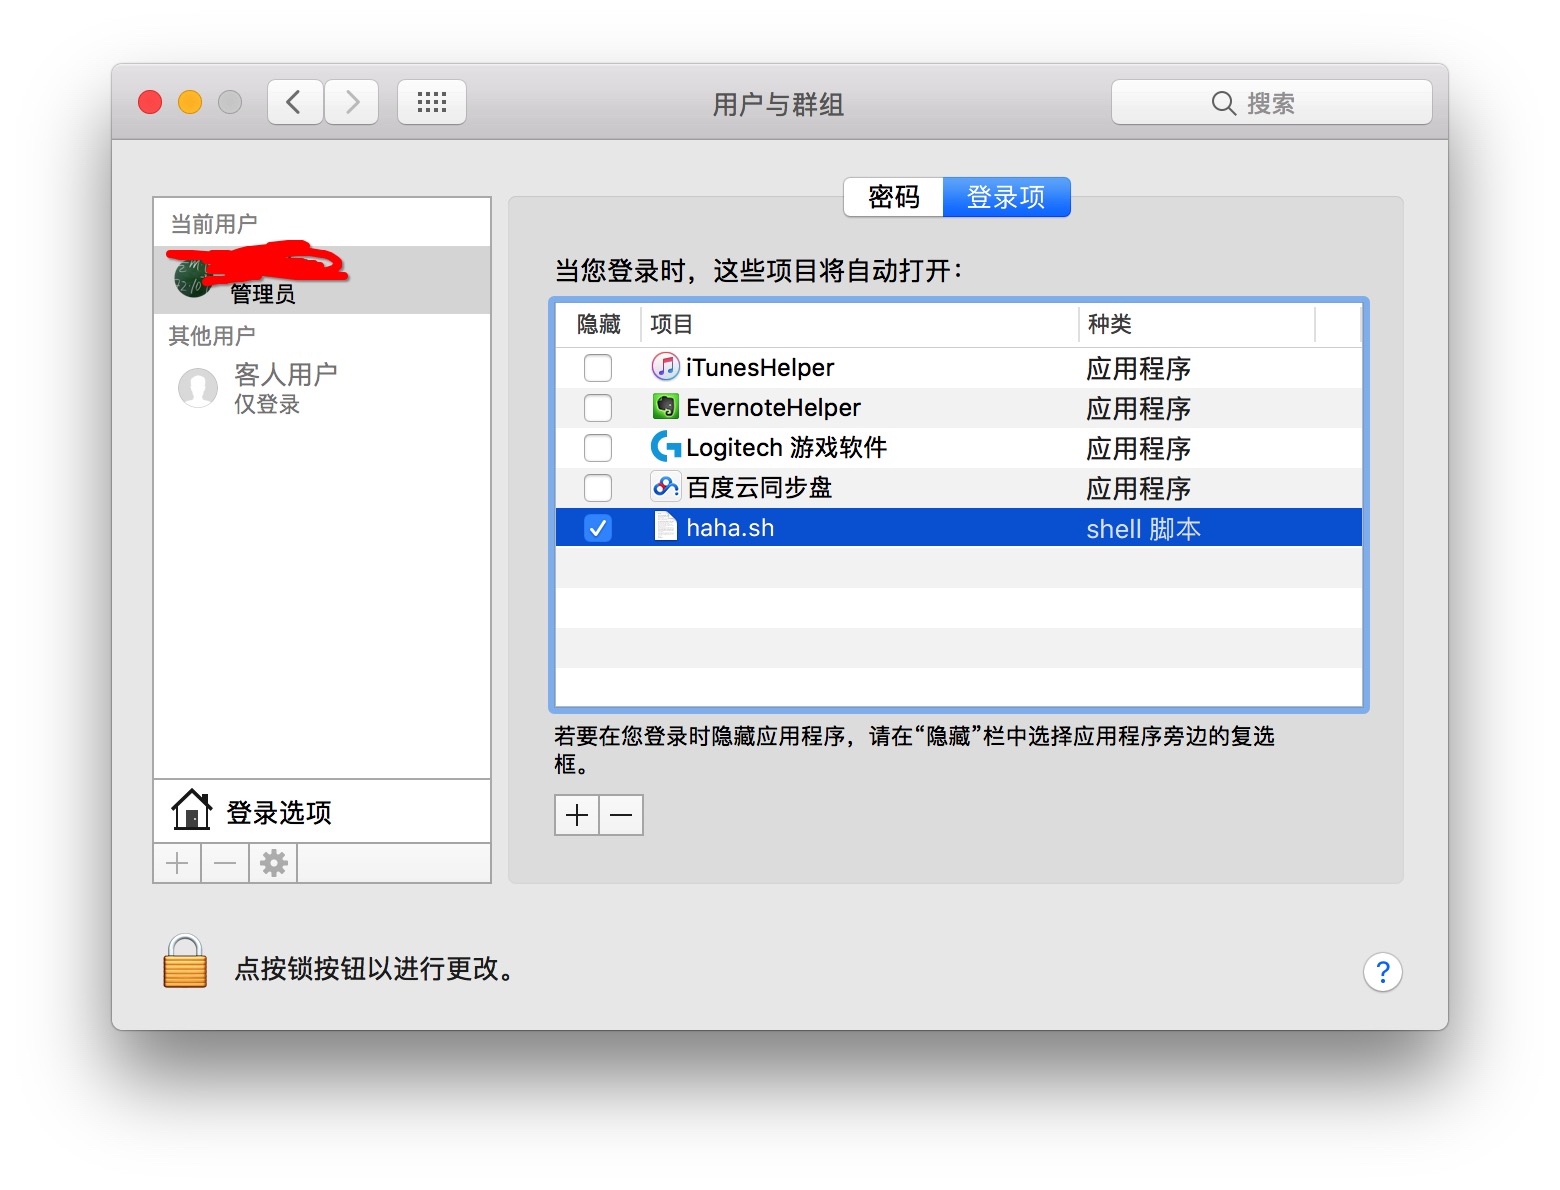 用户与群组
搜索
当前用户
管理员
其他用户
客人用户
仅登录
登录选项
密码
登录项
当您登录时，这些项目将自动打开：
隐藏 项目 种类
iTunesHelper 应用程序
EvernoteHelper 应用程序
Logitech 游戏软件 应用程序
百度云同步盘 应用程序
haha.sh shell 脚本
若要在您登录时隐藏应用程序，请在“隐藏”栏中选择应用程序旁边的复选
框。
点按锁按钮以进行更改。
?